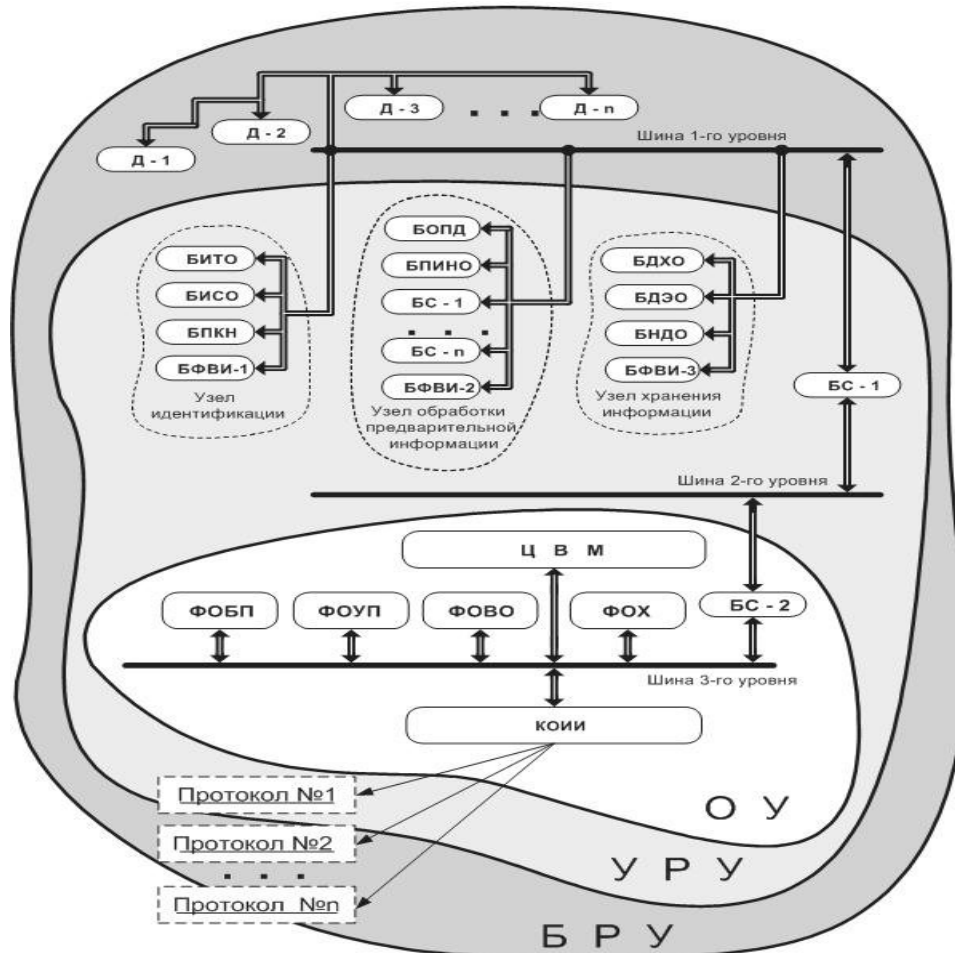 Д - 3
Д - n
Д - 2
Д - 1
. . .
Шина 1-го уровня
БИТО
БИСО
БПКН
БФВИ-1
Узел
идентификации
БОПД
БПИНО
БС - 1
. . .
БС - n
БФВИ-2
Узел обработки
предварительной
информации
БДХО
БДЭО
БНДО
БФВИ-3
Узел хранения
информации
БС - 1
Шина 2-го уровня
Ц В М
ФОБП
ФОУП
ФОВО
ФОХ
БС - 2
Шина 3-го уровня
КОИИ
Протокол №1
Протокол №2
. . .
Протокол №n
О У
У Р У
Б Р У